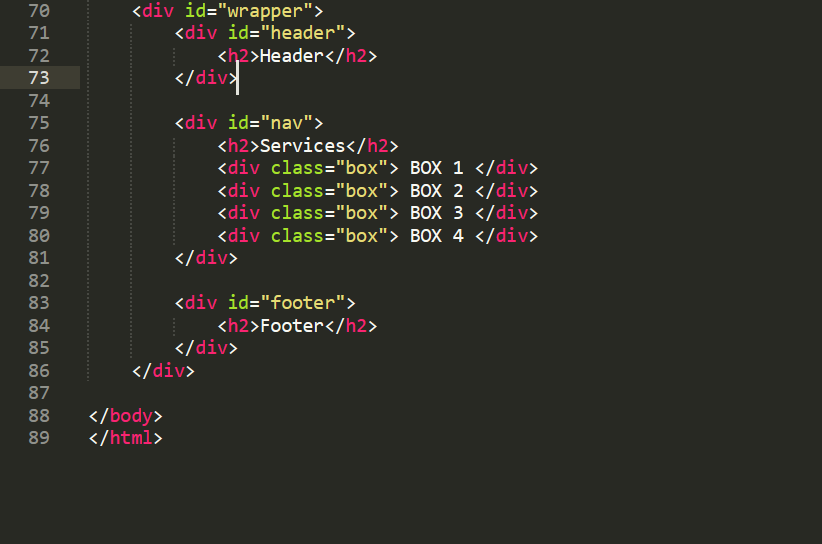 70 <div id="wrapper">
71 <div id="header">
72 <h2>Header</h2>
73 </div>
74
75 <div id="nav">
76 <h2>Services</h2>
77 <div class="box"> BOX 1 </div>
78 <div class="box"> BOX 2 </div>
79 <div class="box"> BOX 3 </div>
80 <div class="box"> BOX 4 </div>
81 </div>
82
83 <div id="footer">
84 <h2>Footer</h2>
85 </div>
86 </div>
87
88 </body>
89 </html>